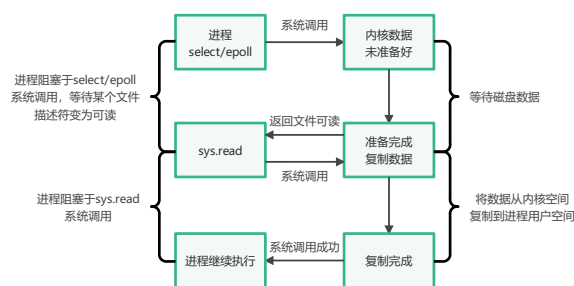 进程
select/epoll
系统调用
内核数据
未准备好
进程阻塞于select/epoll
系统调用，等待某个文件
描述符变为可读
等待磁盘数据
返回文件可读
sys.read
系统调用
准备完成
复制数据
进程阻塞于sys.read
系统调用
将数据从内核空间
复制到进程用户空间
进程继续执行
系统调用成功
复制完成